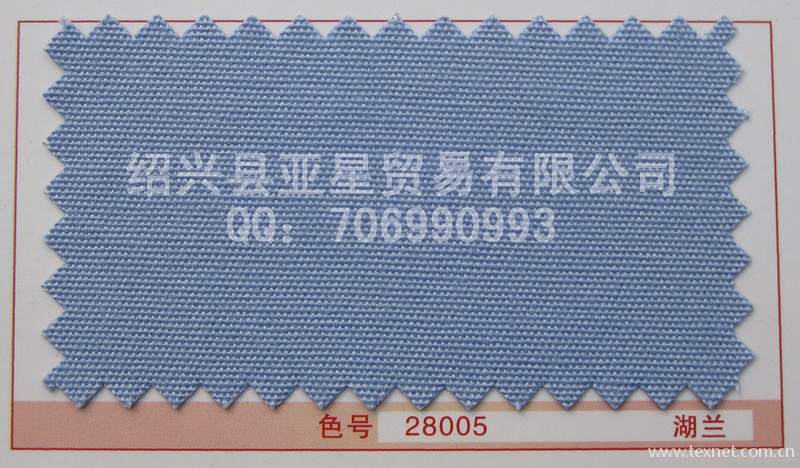 绍兴县亚星贸易有限公司
QQ：706990993
色号 28005 湖兰
www.texnet.com.cn